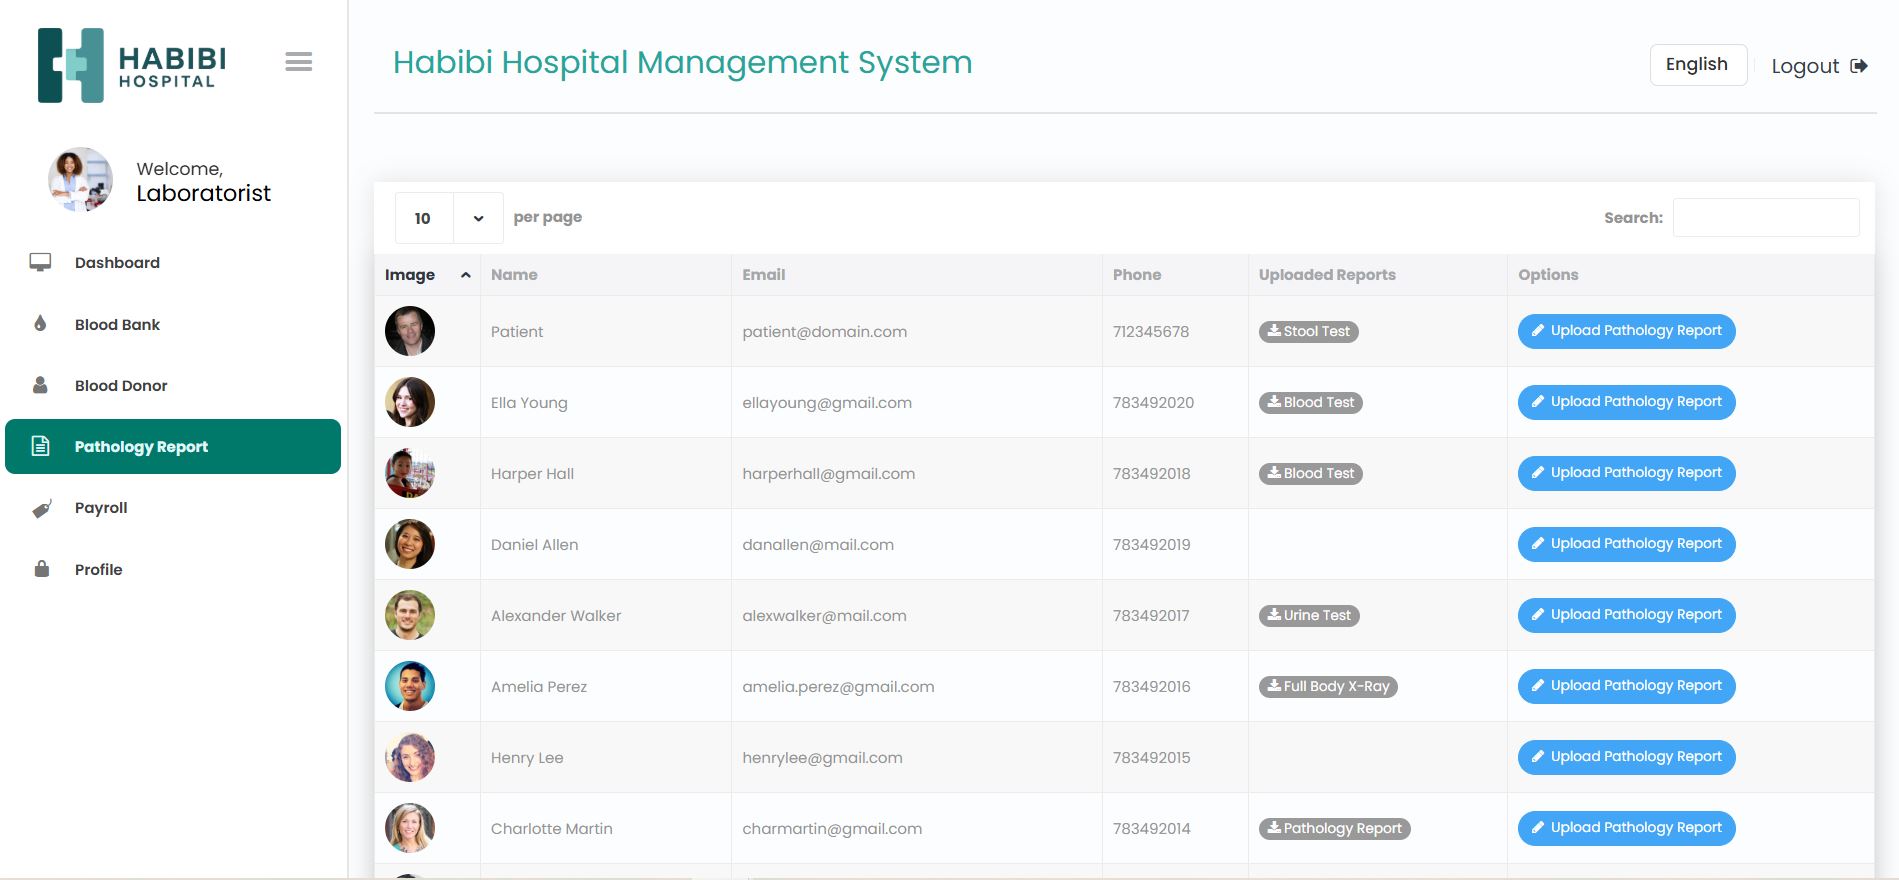 HABIBI
HOSPITAL
Habibi Hospital Management System
English
Logout
Welcome,
Laboratorist
Dashboard
Blood Bank
Blood Donor
Pathology Report
Payroll
Profile
10 per page
Search:
Image Name Email Phone Uploaded Reports Options
Patient patient@domain.com 712345678 Stool Test Upload Pathology Report
Ella Young ellayoung@gmail.com 783492020 Blood Test Upload Pathology Report
Harper Hall harperhall@gmail.com 783492018 Blood Test Upload Pathology Report
Daniel Allen danallen@mail.com 783492019 Upload Pathology Report
Alexander Walker alexwalker@mail.com 783492017 Urine Test Upload Pathology Report
Amelia Perez amelia.perez@gmail.com 783492016 Full Body X-Ray Upload Pathology Report
Henry Lee henrylee@gmail.com 783492015 Upload Pathology Report
Charlotte Martin charmartin@gmail.com 783492014 Pathology Report Upload Pathology Report